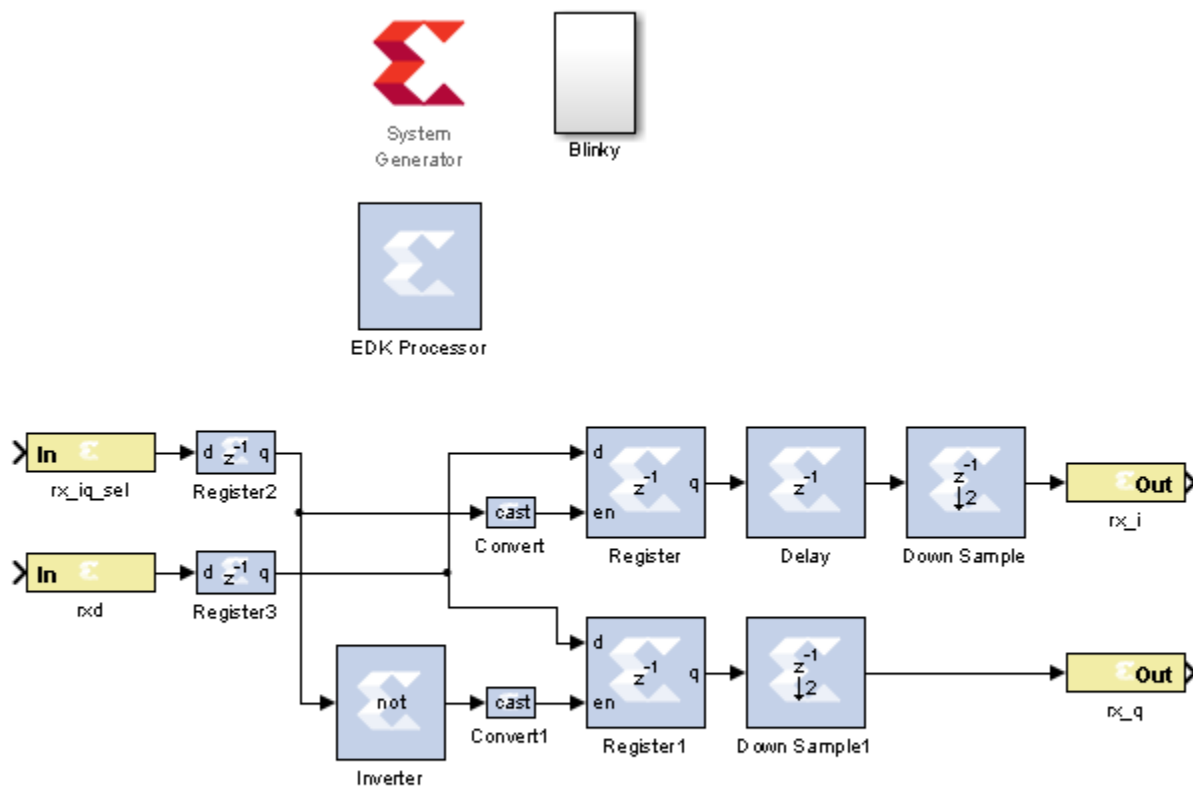 System
Generator
Blinky
EDK Processor
In
rx_iq_sel
d z⁻¹ q
Register2
cast
Convert
d
z⁻¹ q
en
Register
z⁻¹
Delay
z⁻¹
↓2
Down Sample
Out
rx_i
In
rxd
d z⁻¹ q
Register3
not
Inverter
cast
Convert1
d
z⁻¹ q
en
Register1
z⁻¹
↓2
Down Sample1
Out
rx_q